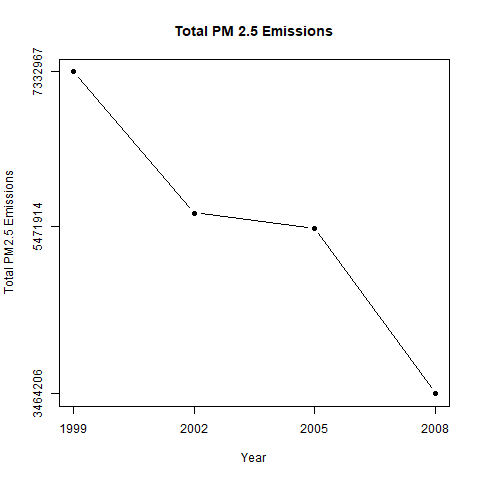 Total PM 2.5 Emissions
7332967
5471914
3464206
Total PM2.5 Emissions
1999 2002 2005 2008
Year